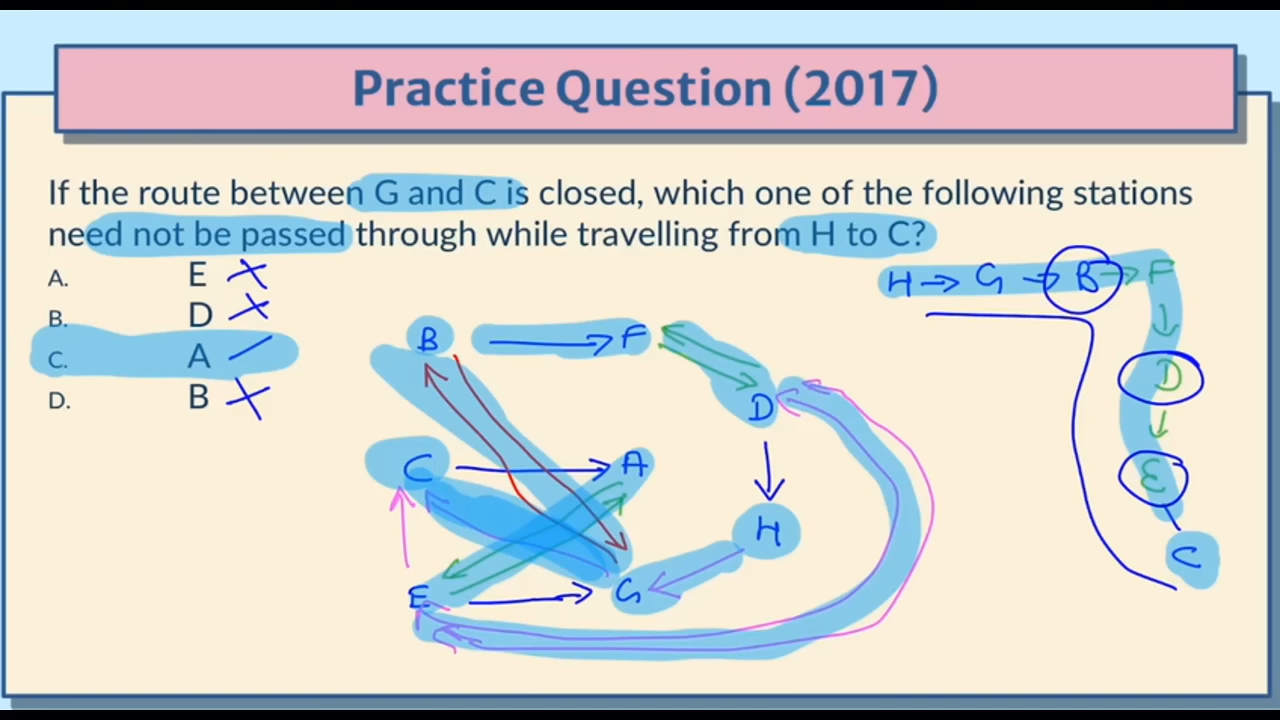 Practice Question (2017)
If the route between G and C is closed, which one of the following stations
need not be passed through while travelling from H to C?
A. E
B. D
C. A
D. B
H → G → B → F
↓
D
↓
E
C
B → F
D
C → A
H
E → G